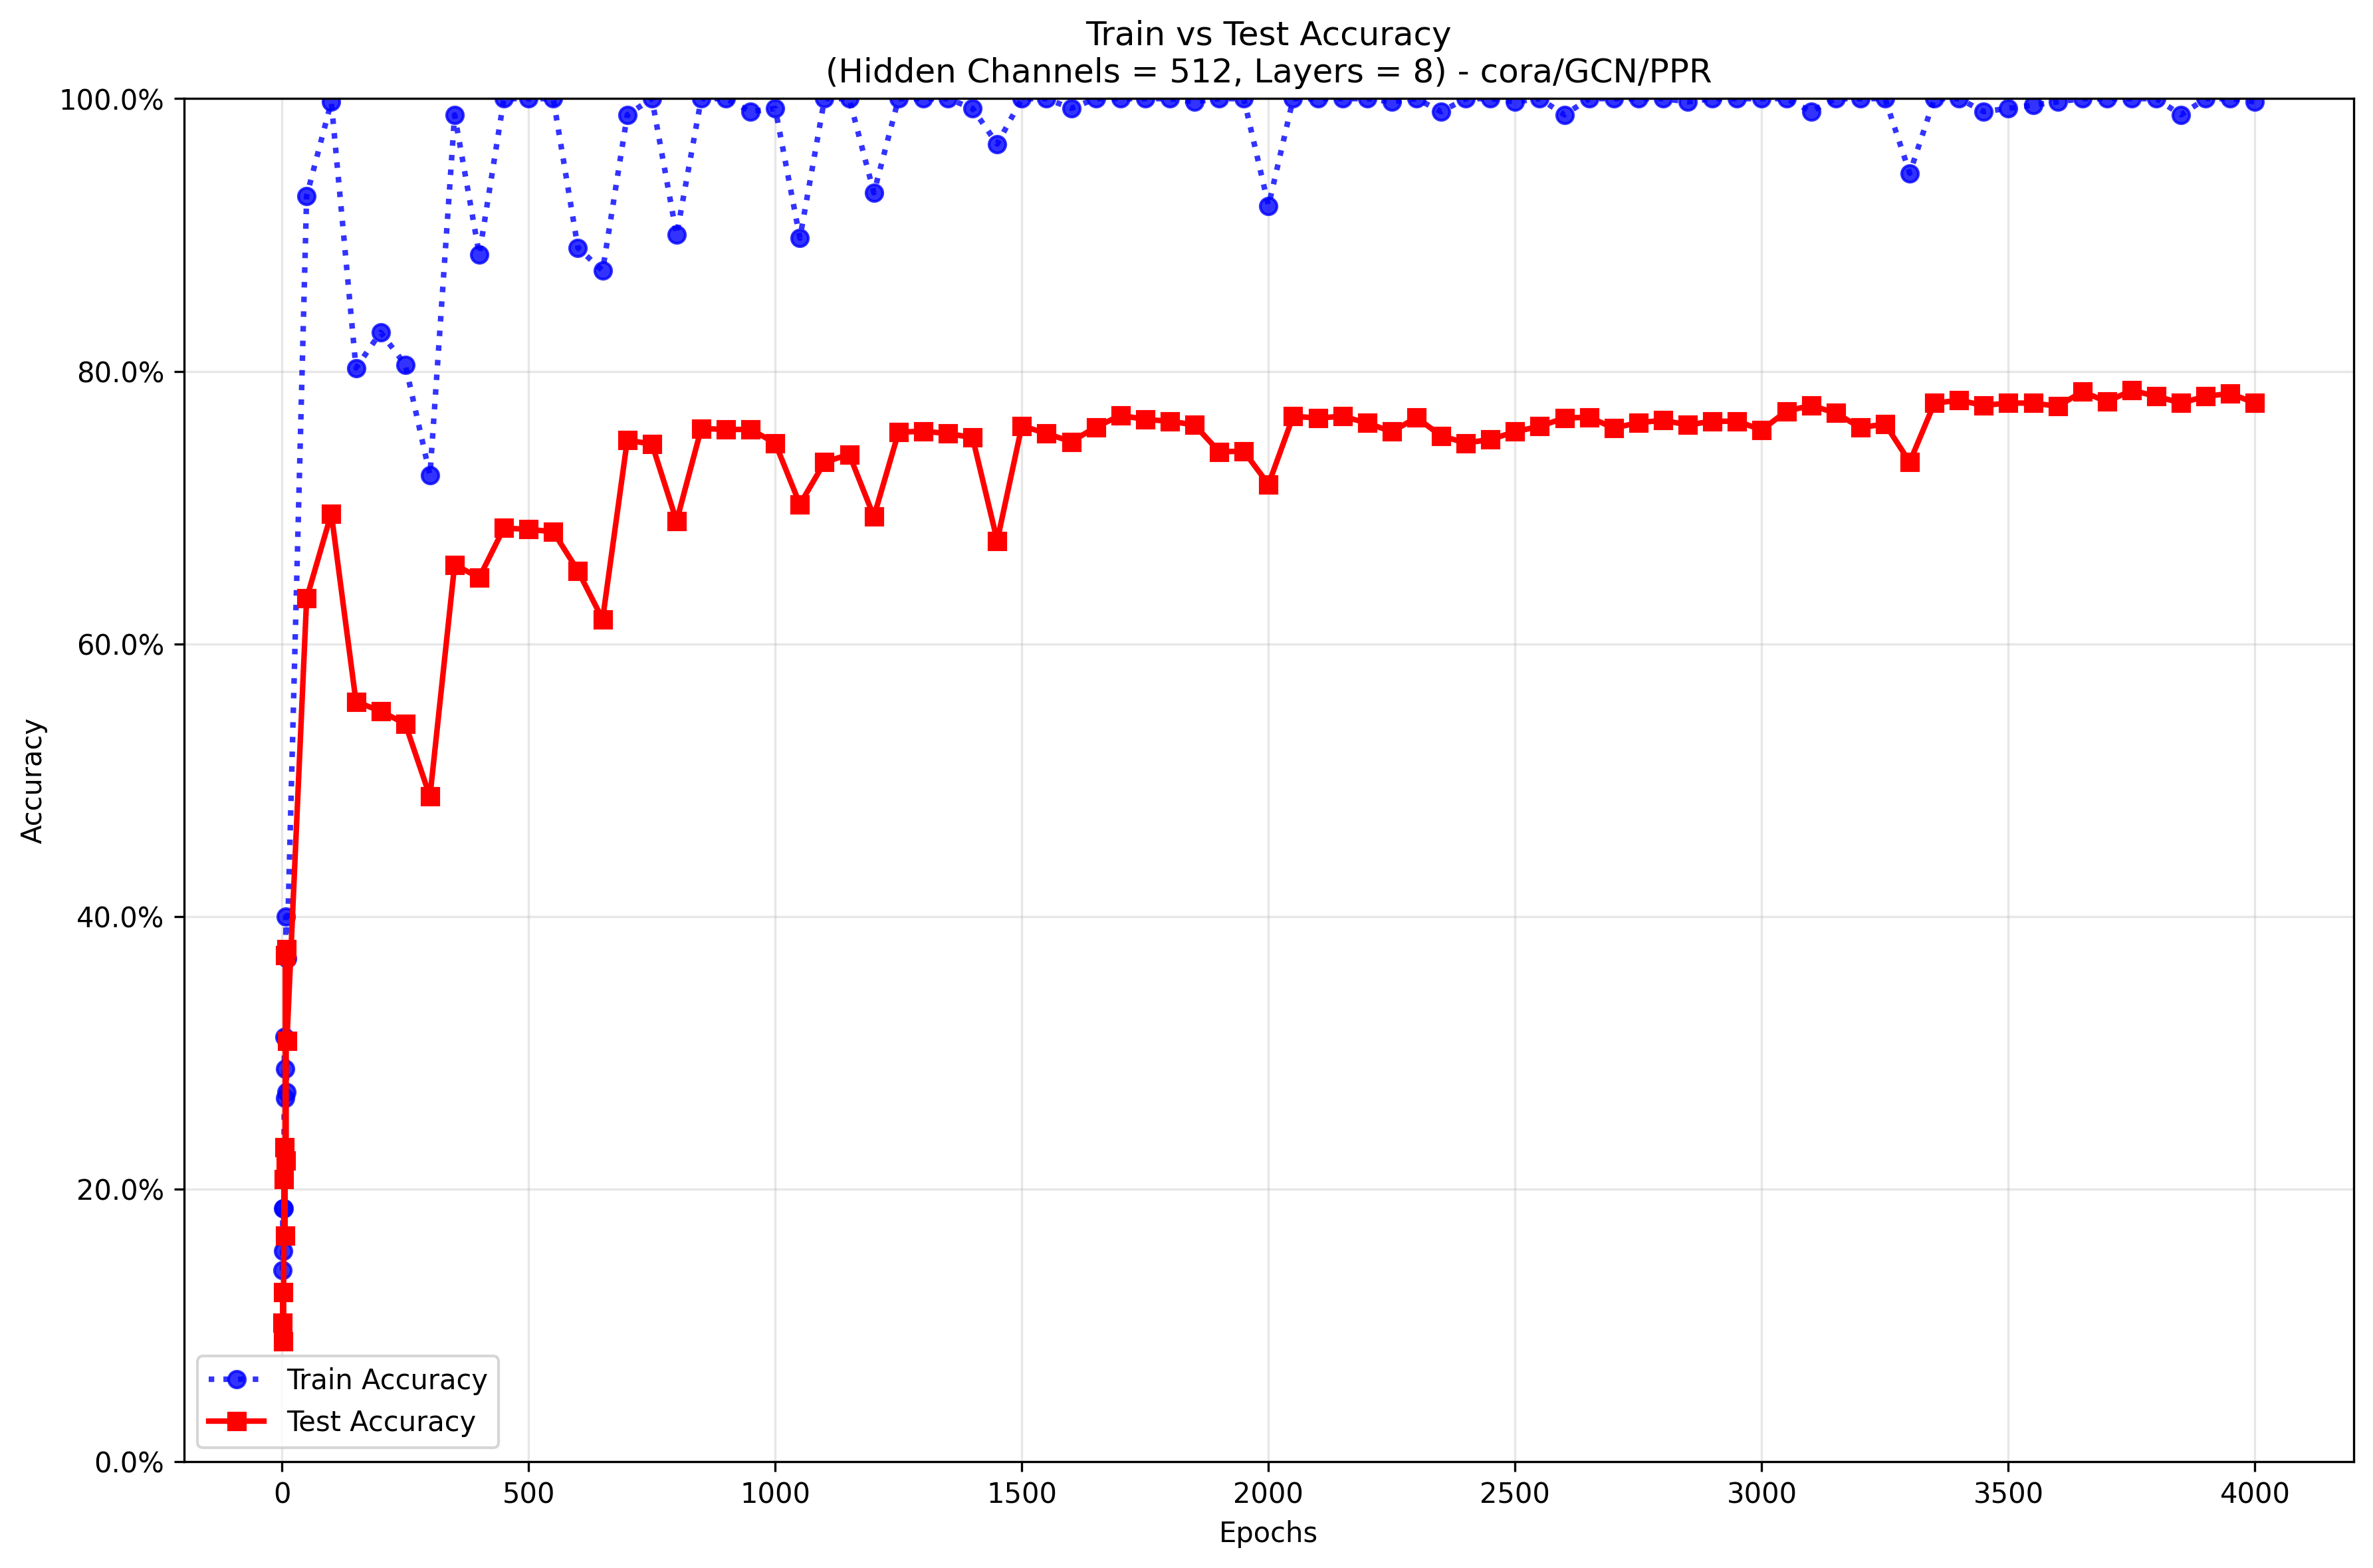 Train vs Test Accuracy
(Hidden Channels = 512, Layers = 8) - cora/GCN/PPR
100.0%
80.0%
60.0%
40.0%
20.0%
0.0%
Accuracy
Train Accuracy
Test Accuracy
0 500 1000 1500 2000 2500 3000 3500 4000
Epochs